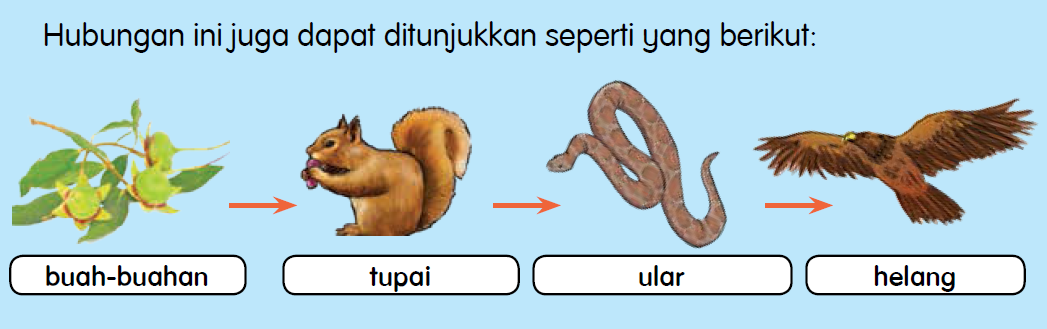 Hubungan ini juga dapat ditunjukkan seperti yang berikut:
buah-buahan
tupai
ular
helang